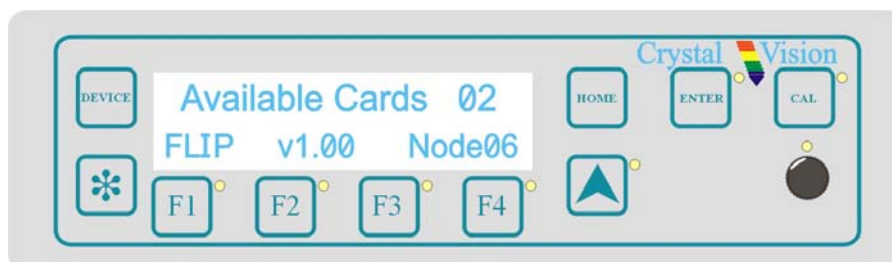 Crystal Vision
DEVICE
Available Cards 02
HOME
ENTER
CAL
FLIP v1.00 Node06
F1
F2
F3
F4